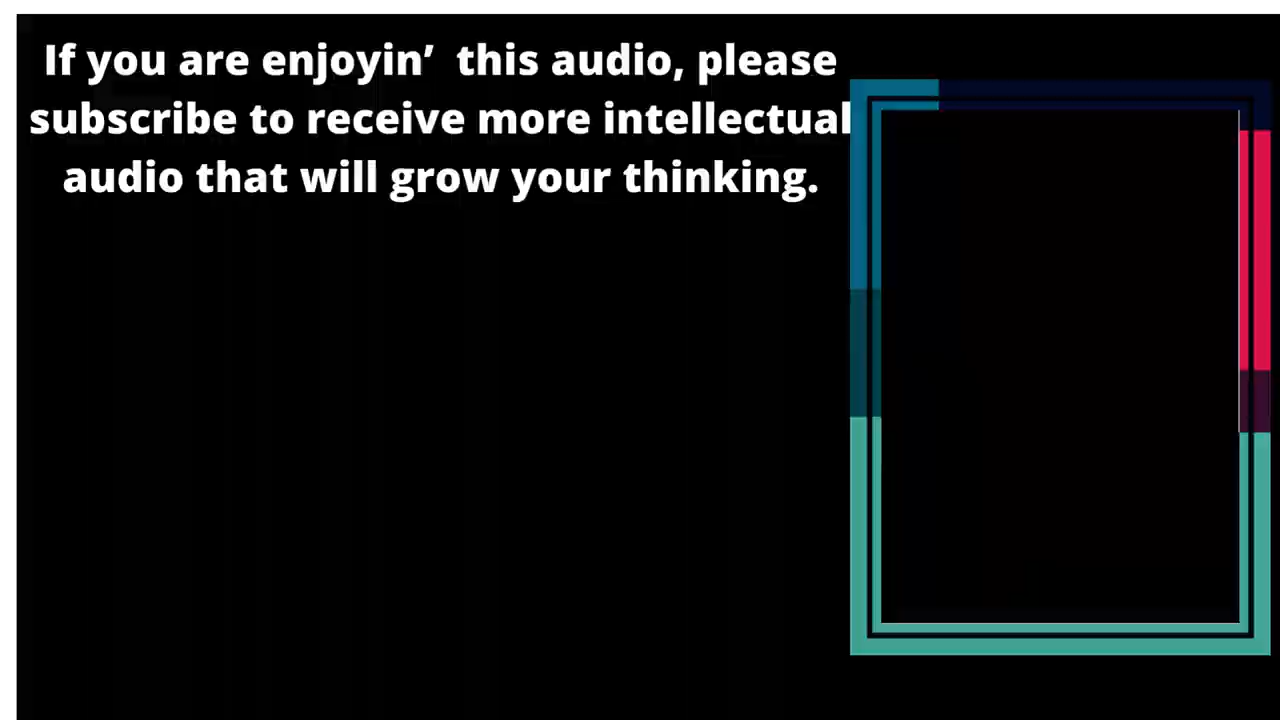 If you are enjoyin’ this audio, please
subscribe to receive more intellectual
audio that will grow your thinking.